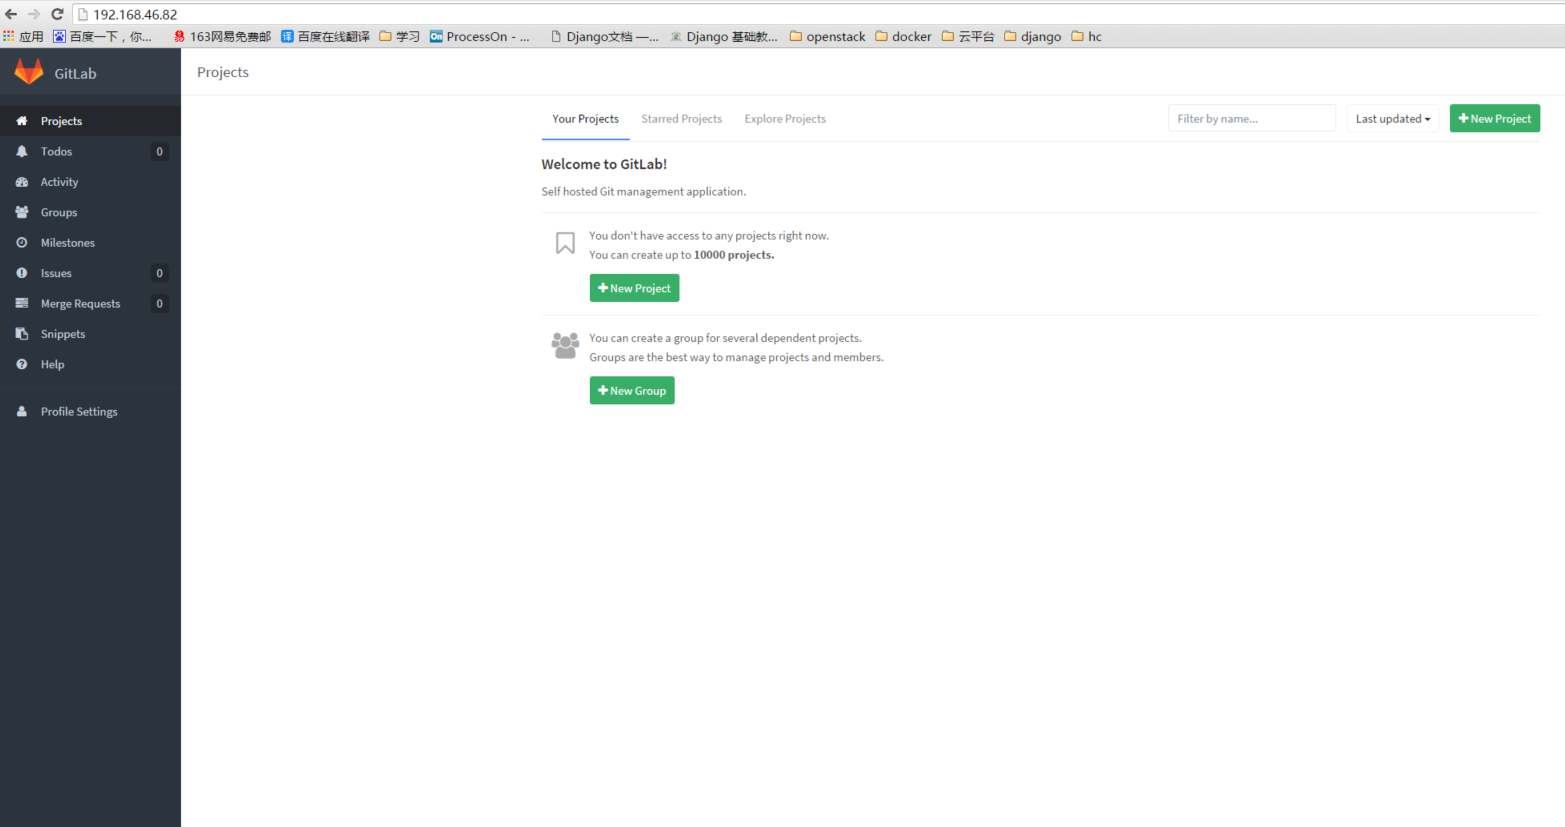 192.168.46.82
应用 百度一下，你... 163网易免费邮 百度在线翻译 学习 ProcessOn - ... Django文档 —... Django 基础教... openstack docker 云平台 django hc
GitLab
Projects
Todos 0
Activity
Groups
Milestones
Issues 0
Merge Requests 0
Snippets
Help
Profile Settings
Projects
Your Projects Starred Projects Explore Projects Filter by name... Last updated New Project
Welcome to GitLab!
Self hosted Git management application.
You don't have access to any projects right now.
You can create up to 10000 projects.
New Project
You can create a group for several dependent projects.
Groups are the best way to manage projects and members.
New Group